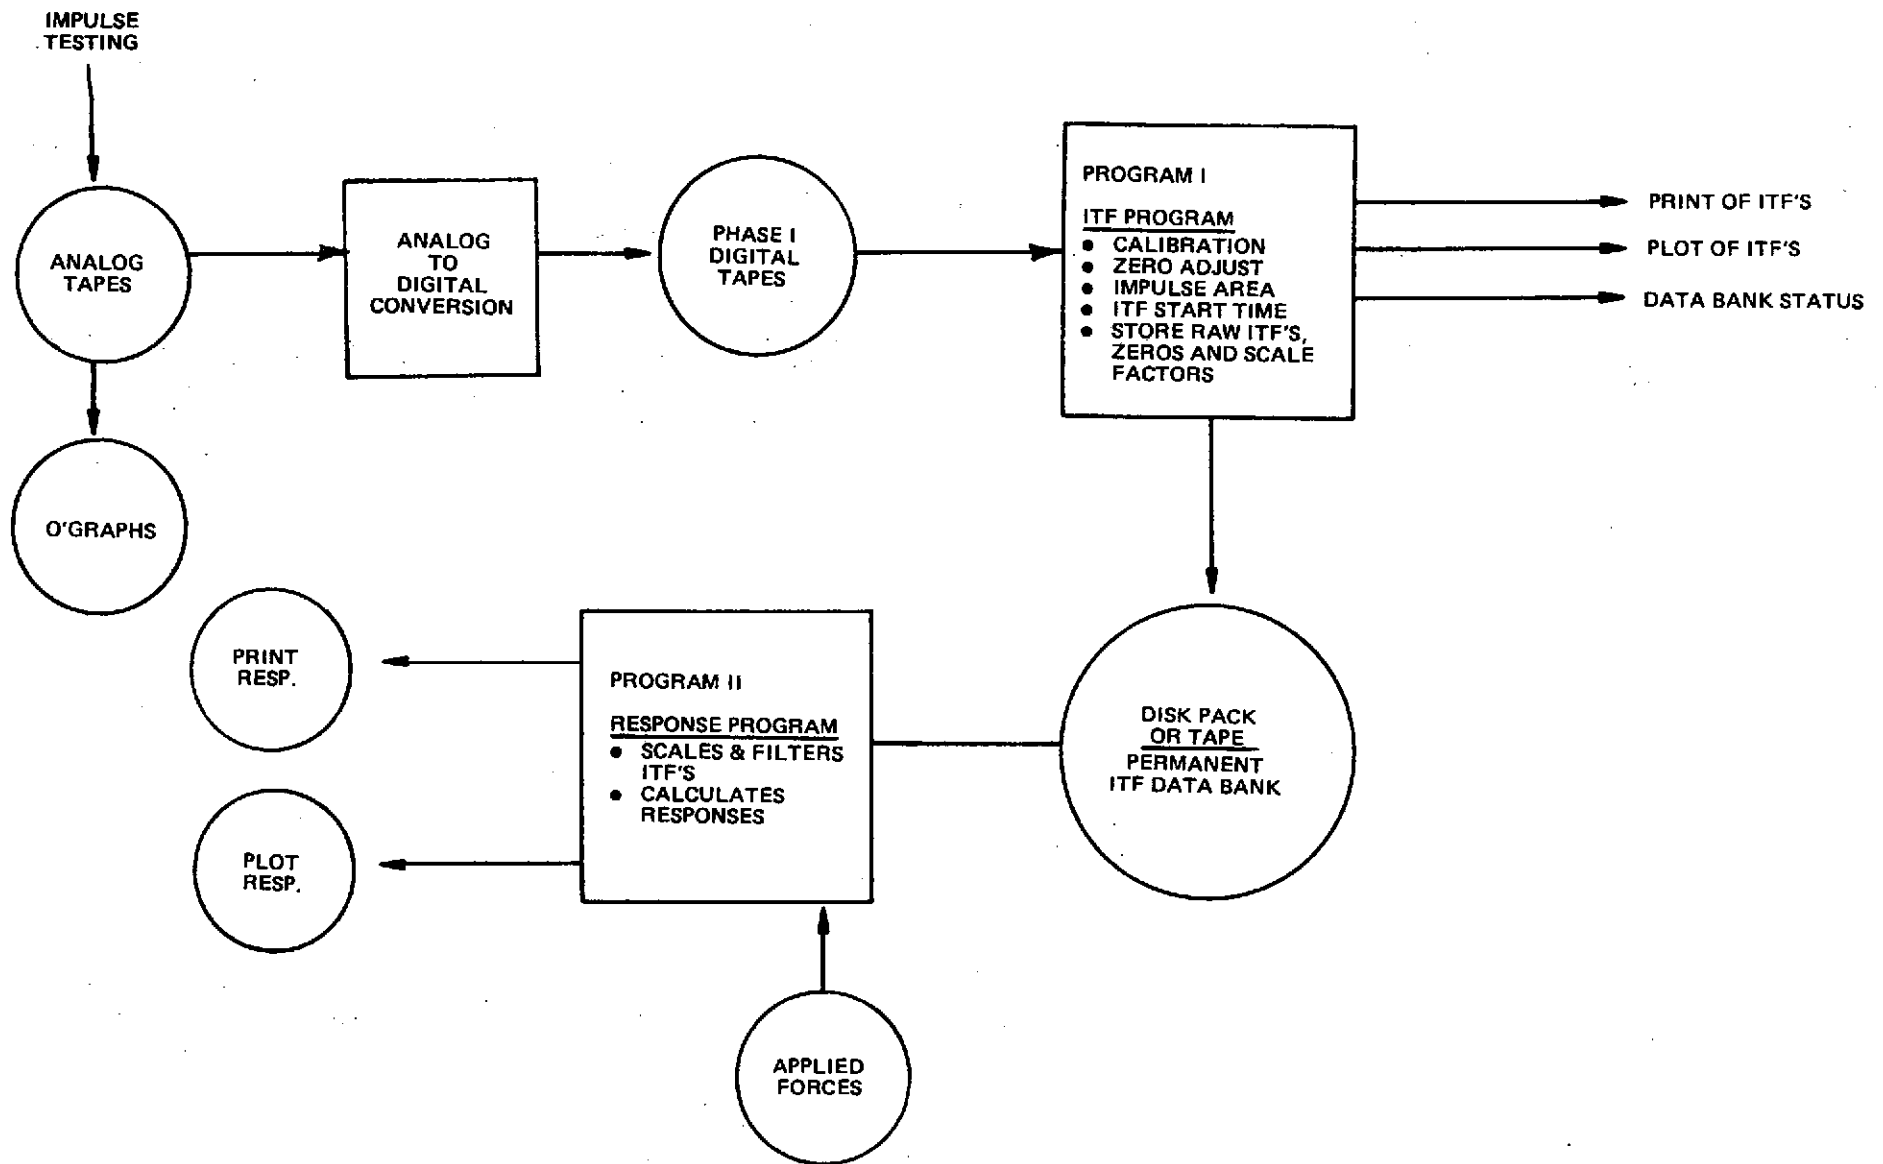 IMPULSE
TESTING
ANALOG
TAPES
O'GRAPHS
ANALOG
TO
DIGITAL
CONVERSION
PHASE I
DIGITAL
TAPES
PROGRAM I
ITF PROGRAM
● CALIBRATION
● ZERO ADJUST
● IMPULSE AREA
● ITF START TIME
● STORE RAW ITF'S,
ZEROS AND SCALE
FACTORS
PRINT OF ITF'S
PLOT OF ITF'S
DATA BANK STATUS
DISK PACK
OR TAPE
PERMANENT
ITF DATA BANK
PROGRAM II
RESPONSE PROGRAM
● SCALES & FILTERS
ITF'S
● CALCULATES
RESPONSES
PRINT
RESP.
PLOT
RESP.
APPLIED
FORCES